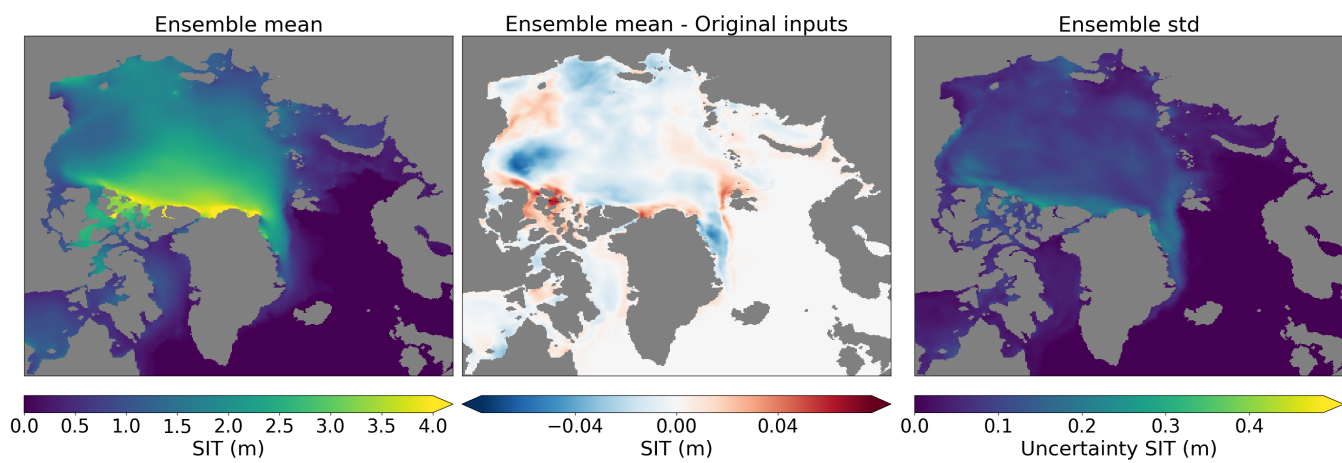 Ensemble mean
Ensemble mean - Original inputs
Ensemble std
0.0 0.5 1.0 1.5 2.0 2.5 3.0 3.5 4.0
SIT (m)
−0.04 0.00 0.04
SIT (m)
0.0 0.1 0.2 0.3 0.4
Uncertainty SIT (m)